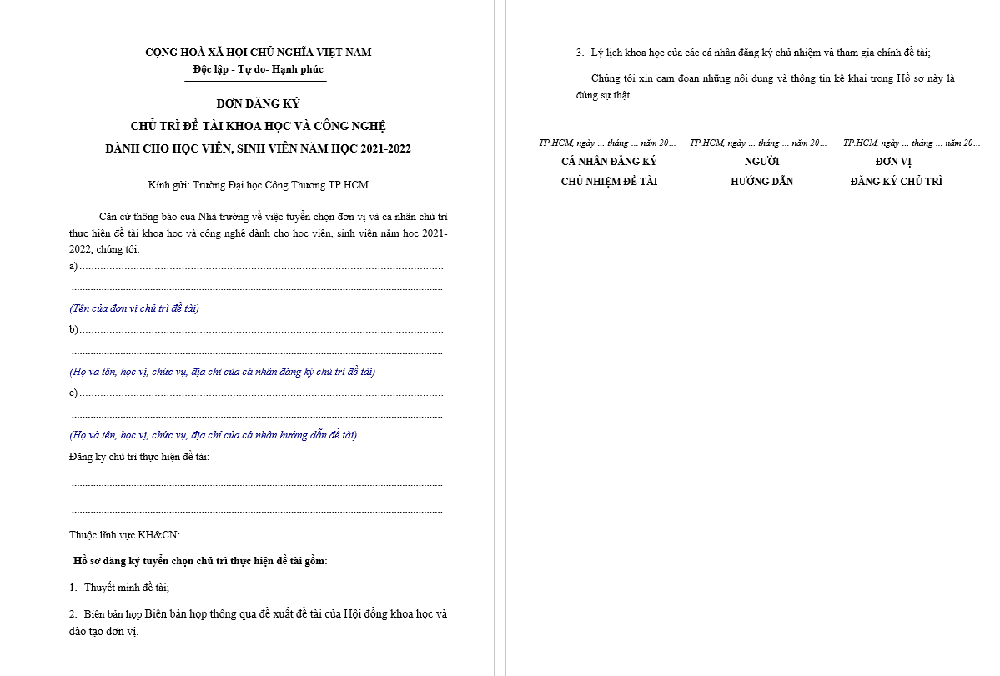 CỘNG HOÀ XÃ HỘI CHỦ NGHĨA VIỆT NAM
Độc lập - Tự do- Hạnh phúc
ĐƠN ĐĂNG KÝ
CHỦ TRÌ ĐỀ TÀI KHOA HỌC VÀ CÔNG NGHỆ
DÀNH CHO HỌC VIÊN, SINH VIÊN NĂM HỌC 2021-2022
Kính gửi: Trường Đại học Công Thương TP.HCM
Căn cứ thông báo của Nhà trường về việc tuyển chọn đơn vị và cá nhân chủ trì
thực hiện đề tài khoa học và công nghệ dành cho học viên, sinh viên năm học 2021-
2022, chúng tôi:
a) ................................................................
................................................................
(Tên của đơn vị chủ trì đề tài)
b) ................................................................
................................................................
(Họ và tên, học vị, chức vụ, địa chỉ của cá nhân đăng ký chủ trì đề tài)
c) ................................................................
................................................................
(Họ và tên, học vị, chức vụ, địa chỉ của cá nhân hướng dẫn đề tài)
Đăng ký chủ trì thực hiện đề tài:
................................................................
................................................................
Thuộc lĩnh vực KH&CN: ................................................................
Hồ sơ đăng ký tuyển chọn chủ trì thực hiện đề tài gồm:
1. Thuyết minh đề tài;
2. Biên bản họp Biên bản họp thông qua đề xuất đề tài của Hội đồng khoa học và
đào tạo đơn vị.
3. Lý lịch khoa học của các cá nhân đăng ký chủ nhiệm và tham gia chính đề tài;
Chúng tôi xin cam đoan những nội dung và thông tin kê khai trong Hồ sơ này là
đúng sự thật.
TP.HCM, ngày ... tháng ... năm 20... TP.HCM, ngày ... tháng ... năm 20... TP.HCM, ngày ... tháng ... năm 20...
CÁ NHÂN ĐĂNG KÝ NGƯỜI ĐƠN VỊ
CHỦ NHIỆM ĐỀ TÀI HƯỚNG DẪN ĐĂNG KÝ CHỦ TRÌ